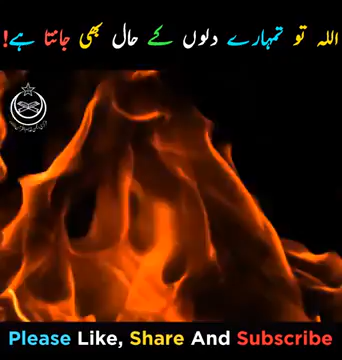 اللہ تو تمہارے دلوں کے حال بھی جانتا ہے!
Please Like, Share And Subscribe